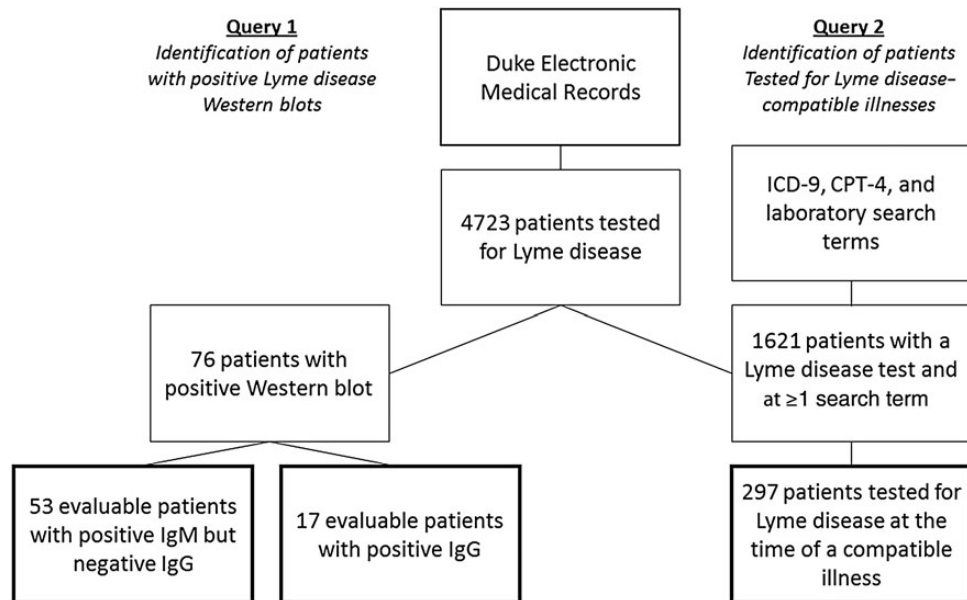 Query 1
Identification of patients
with positive Lyme disease
Western blots
Duke Electronic
Medical Records
Query 2
Identification of patients
Tested for Lyme disease–
compatible illnesses
4723 patients tested
for Lyme disease
ICD-9, CPT-4, and
laboratory search
terms
76 patients with
positive Western blot
1621 patients with a
Lyme disease test and
at ≥1 search term
53 evaluable patients
with positive IgM but
negative IgG
17 evaluable patients
with positive IgG
297 patients tested for
Lyme disease at the
time of a compatible
illness